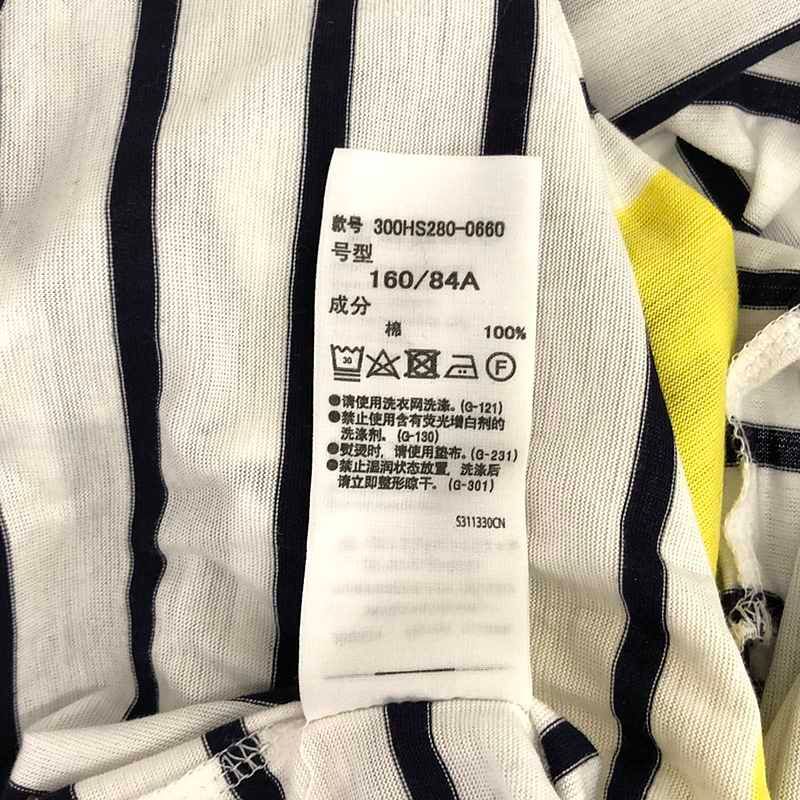 款号 300HS280-0660
号型
160/84A
成分
棉 100%
30 F
●请使用洗衣网洗涤。(G-121)
●禁止使用含有荧光增白剂的
洗涤剂。(G-130)
●熨烫时，请使用垫布。(G-231)
●禁止湿润状态放置，洗涤后
请立即整形晾干。(G-301)
S311330CN